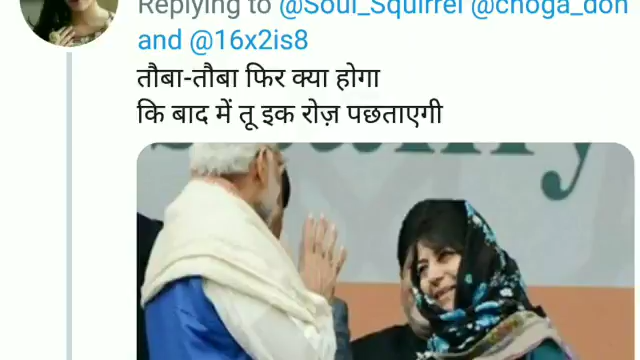 Replying to @Soul_Squirrel @choga_don
and @16x2is8
तौबा-तौबा फिर क्या होगा
कि बाद में तू इक रोज़ पछताएगी